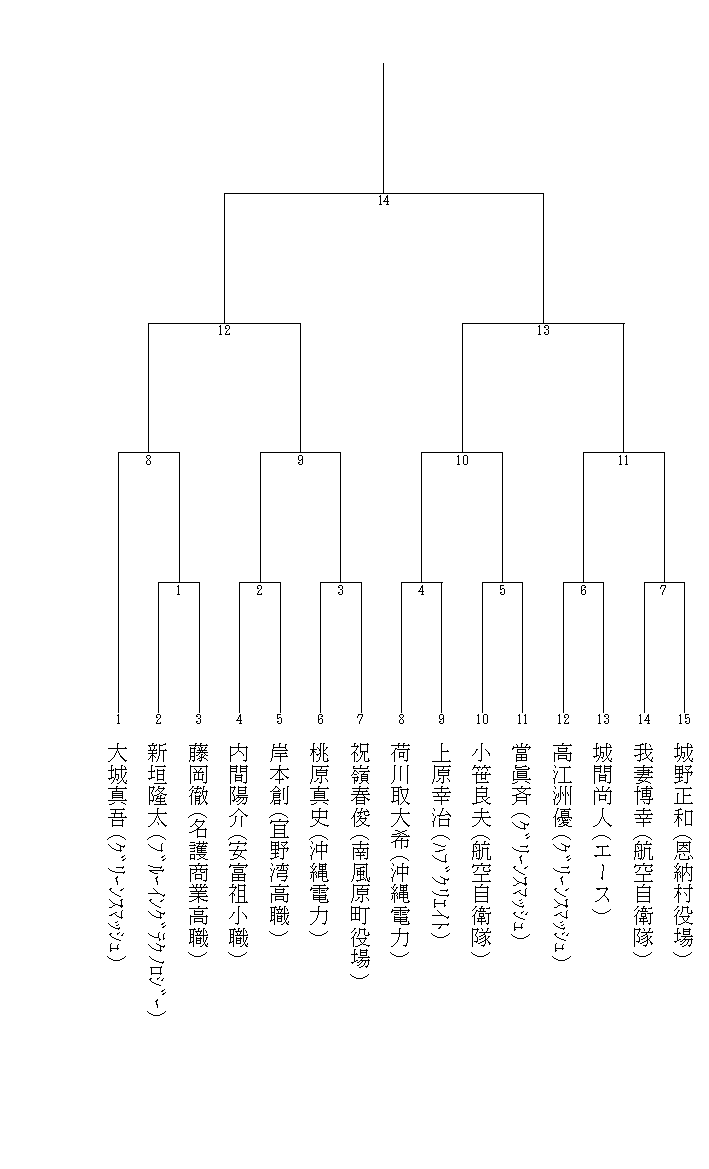 14
12
13
8
9
10
11
1
2
3
4
5
6
7
1
2
3
4
5
6
7
8
9
10
11
12
13
14
15
大城真吾(ｸﾞﾘｰﾝｽﾏｯｼｭ)
新垣隆太(ﾌﾞﾙｰｲﾝｸﾞﾃｸﾉﾛｼﾞｰ)
藤岡徹(名護商業高職)
内間陽介(安富祖小職)
岸本創(宜野湾高職)
桃原真史(沖縄電力)
祝嶺春俊(南風原町役場)
荷川取大希(沖縄電力)
上原幸治(ﾊﾌﾞｸﾘｴｲﾄ)
小笹良夫(航空自衛隊)
當眞斉(ｸﾞﾘｰﾝｽﾏｯｼｭ)
高江洲優(ｸﾞﾘｰﾝｽﾏｯｼｭ)
城間尚人(エース)
我妻博幸(航空自衛隊)
城野正和(恩納村役場)